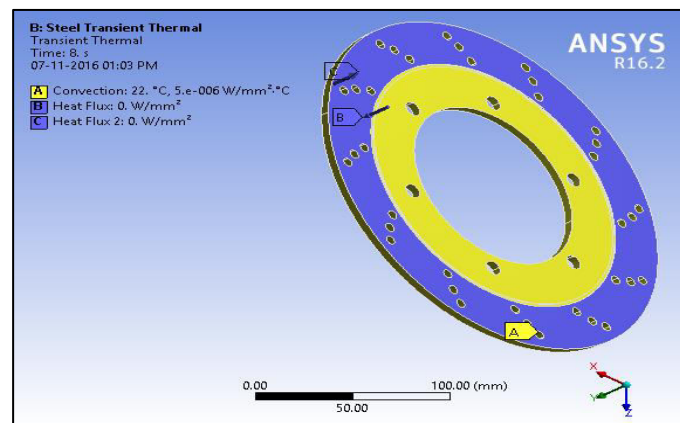 B: Steel Transient Thermal
Transient Thermal
Time: 8. s
07-11-2016 01:03 PM
A Convection: 22. °C, 5.e-006 W/mm²·°C
B Heat Flux: 0. W/mm²
C Heat Flux 2: 0. W/mm²
ANSYS
R16.2
C
B
A
0.00 100.00 (mm)
50.00
X
Y
Z